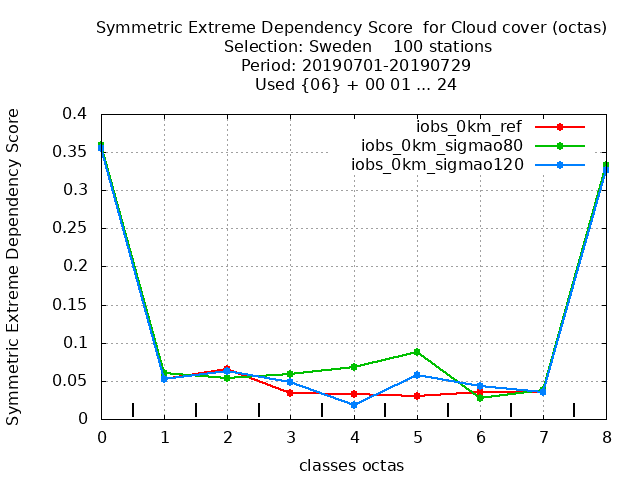 Symmetric Extreme Dependency Score  for Cloud cover (octas)
Selection: Sweden    100 stations
Period: 20190701-20190729
Used {06} + 00 01 ... 24
Symmetric Extreme Dependency Score
0.4
0.35
0.3
0.25
0.2
0.15
0.1
0.05
0
iobs_0km_ref
iobs_0km_sigmao80
iobs_0km_sigmao120
0 1 2 3 4 5 6 7 8
classes octas